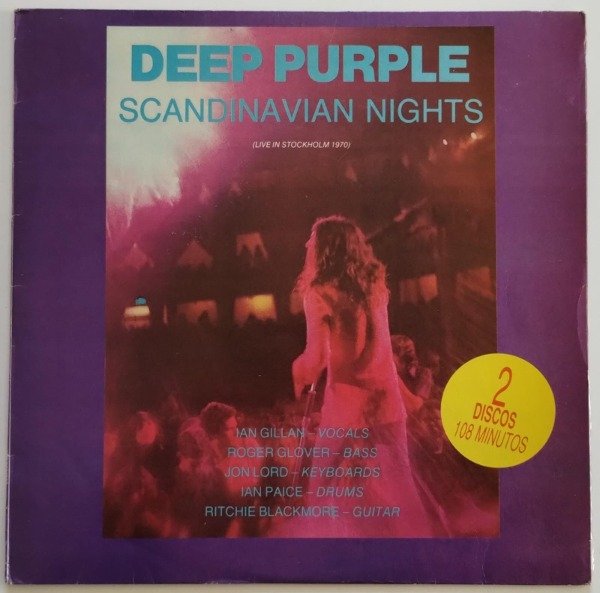 DEEP PURPLE
SCANDINAVIAN NIGHTS
(LIVE IN STOCKHOLM 1970)
2
DISCOS
108 MINUTOS
IAN GILLAN – VOCALS
ROGER GLOVER – BASS
JON LORD – KEYBOARDS
IAN PAICE – DRUMS
RITCHIE BLACKMORE – GUITAR